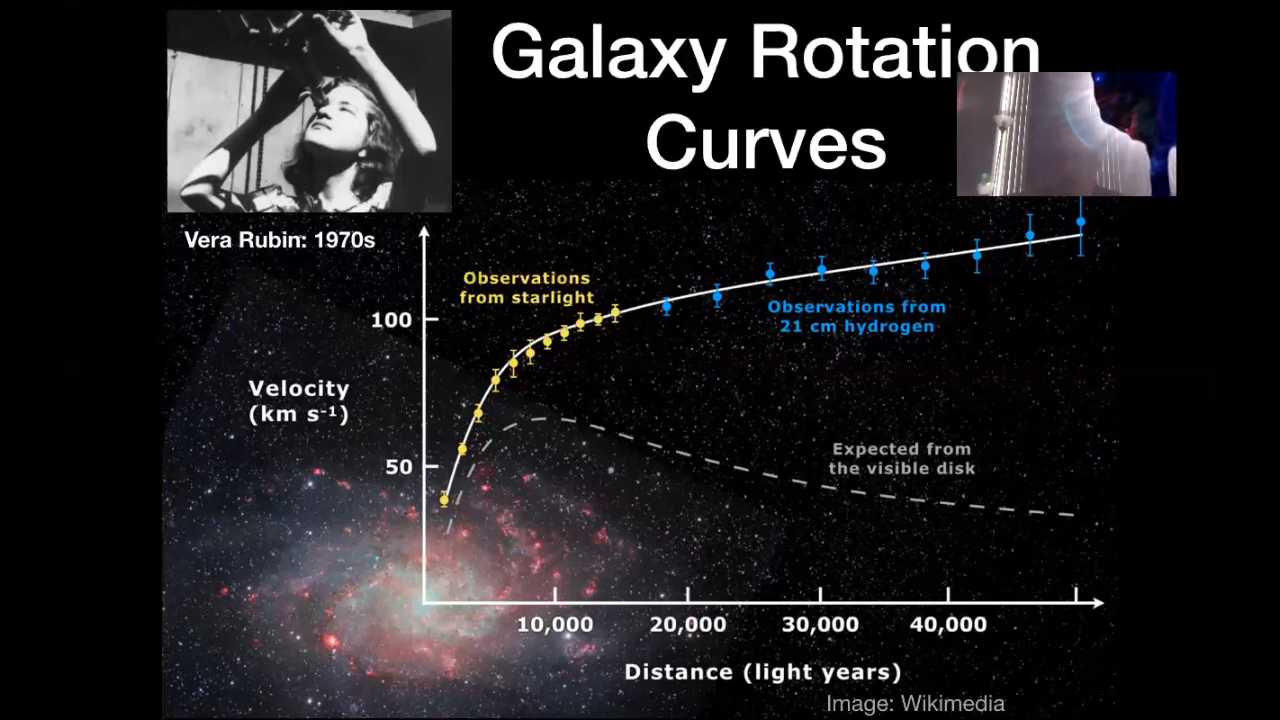 Galaxy Rotation
Curves
Vera Rubin: 1970s
Observations
from starlight
100
Observations from
21 cm hydrogen
Velocity
(km s-1)
Expected from
the visible disk
50
10,000 20,000 30,000 40,000
Distance (light years)
Image: Wikimedia